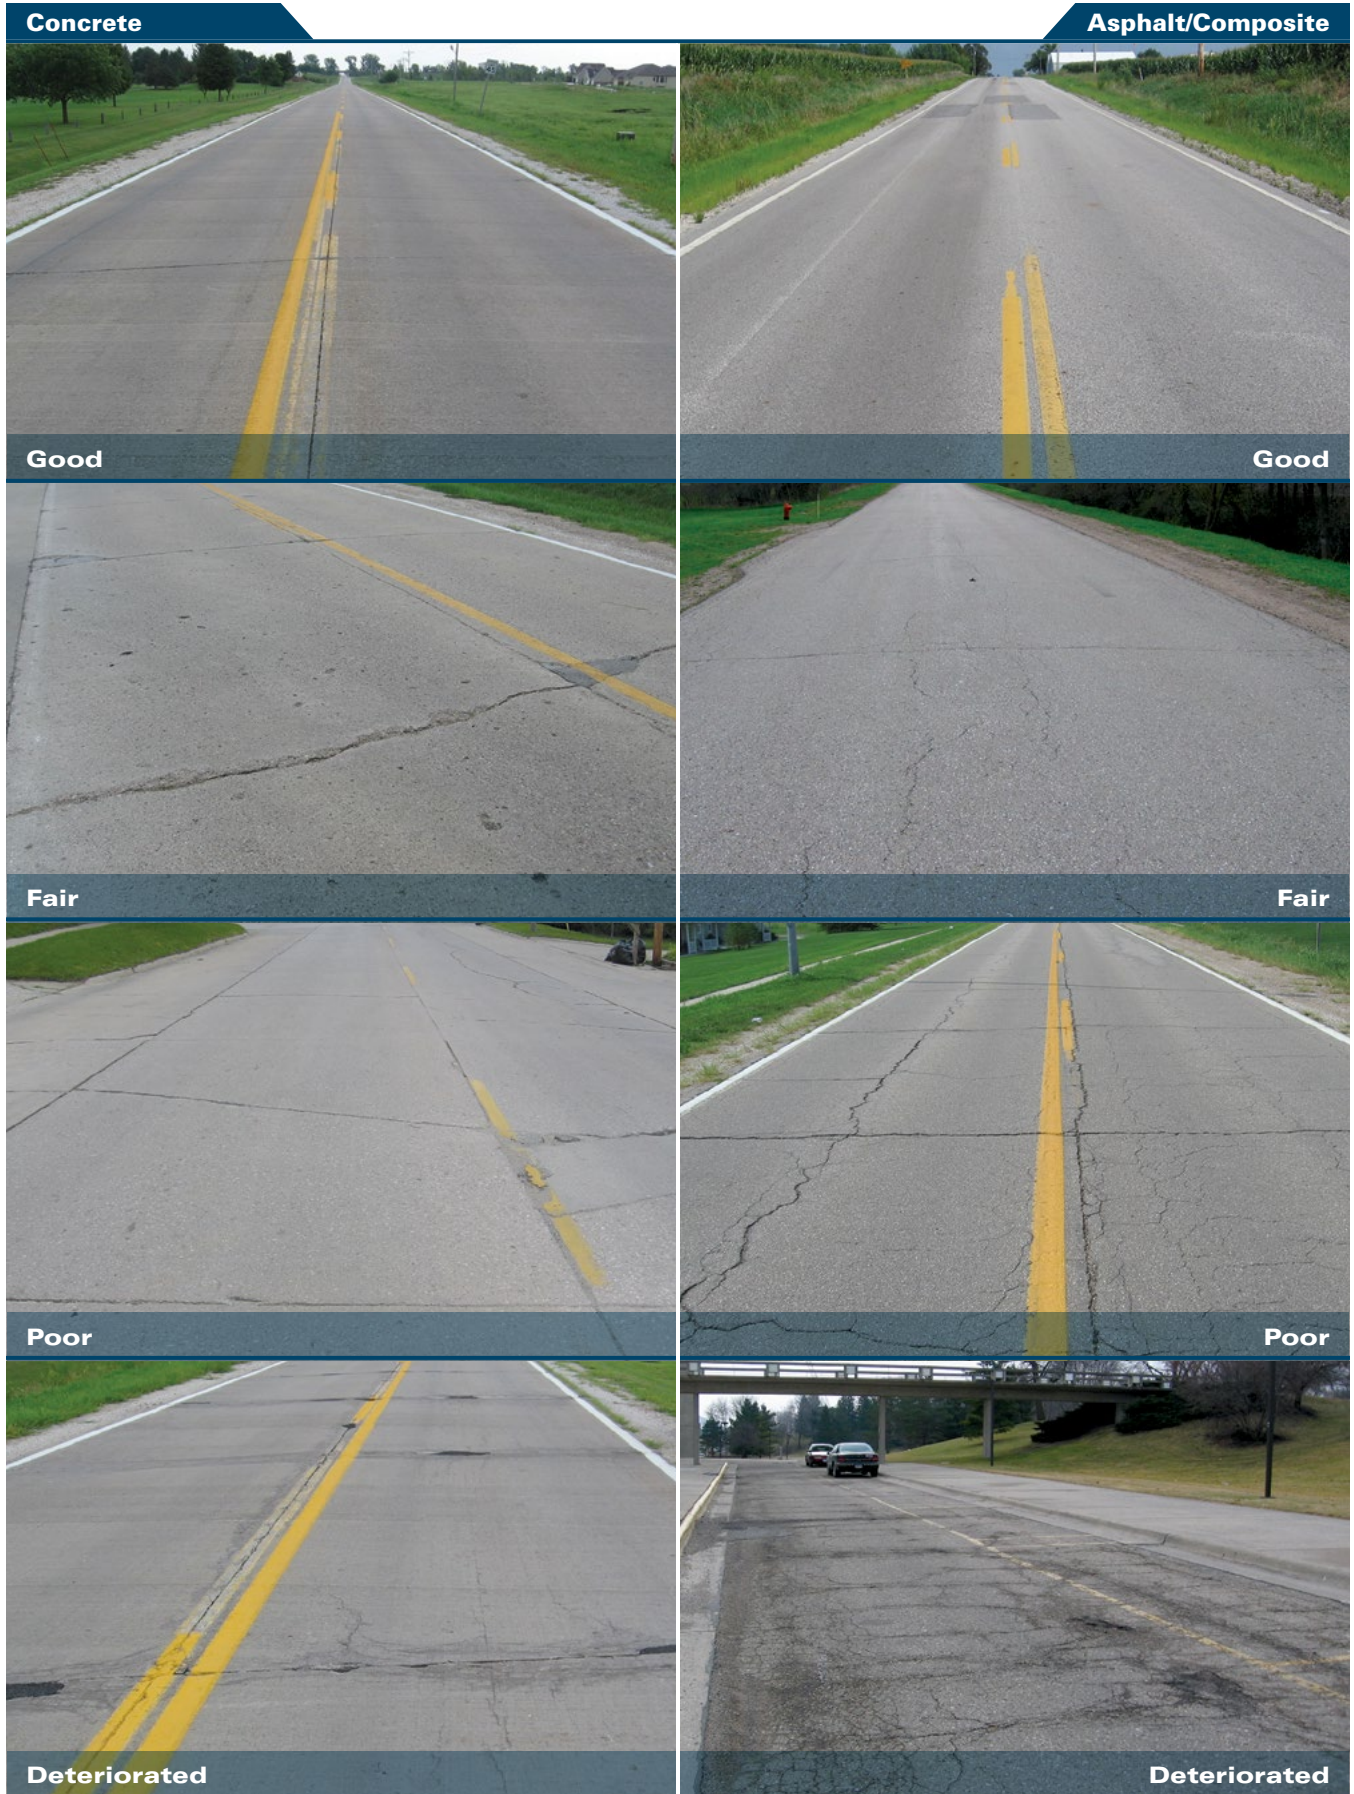 Concrete
Asphalt/Composite
Good
Good
Fair
Fair
Poor
Poor
Deteriorated
Deteriorated